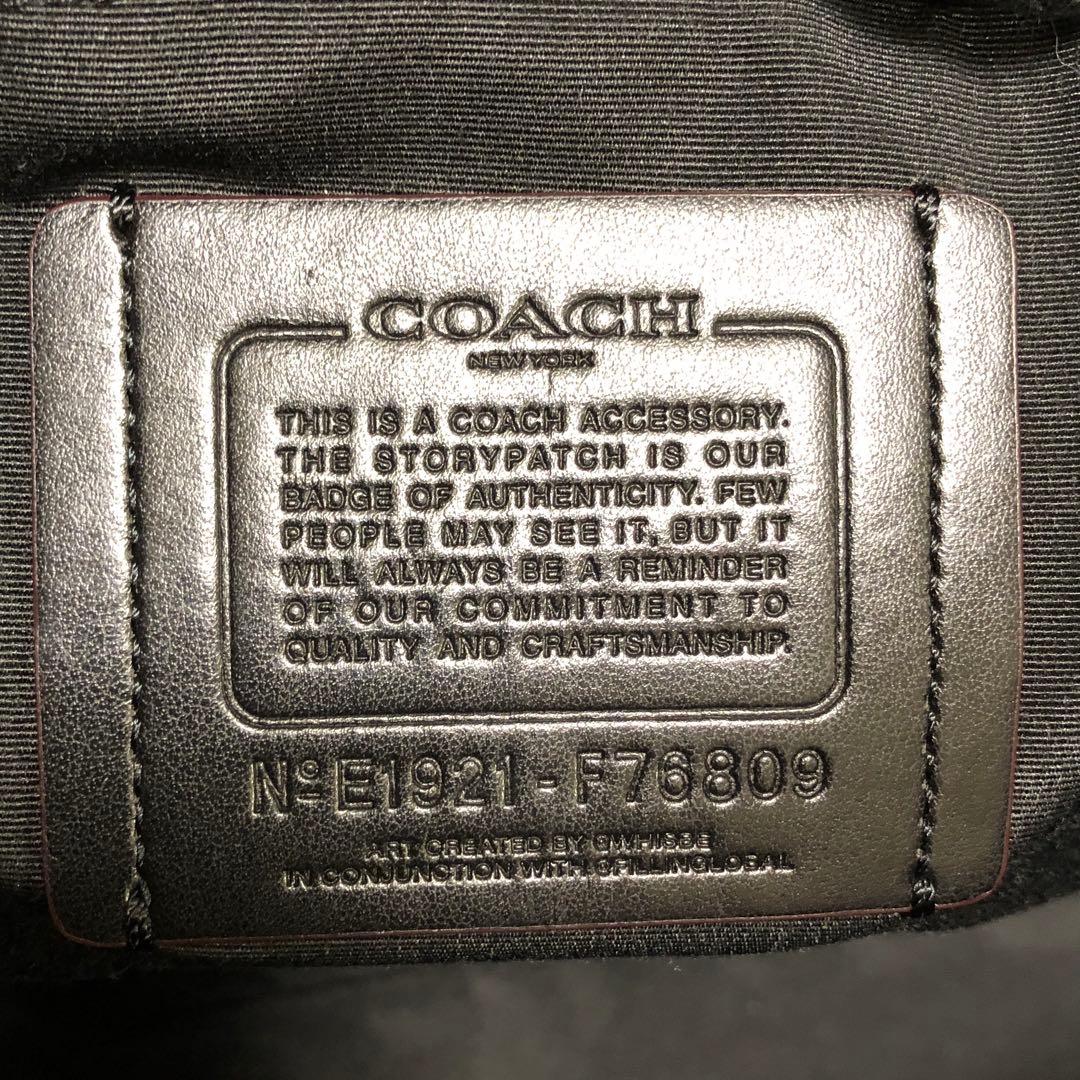 COACH
NEW YORK
THIS IS A COACH ACCESSORY.
THE STORYPATCH IS OUR
BADGE OF AUTHENTICITY. FEW
PEOPLE MAY SEE IT, BUT IT
WILL ALWAYS BE A REMINDER
OF OUR COMMITMENT TO
QUALITY AND CRAFTSMANSHIP.
Nº E1921 - F76809
ART CREATED BY @WHISBE
IN CONJUNCTION WITH @FILLINGLOBAL